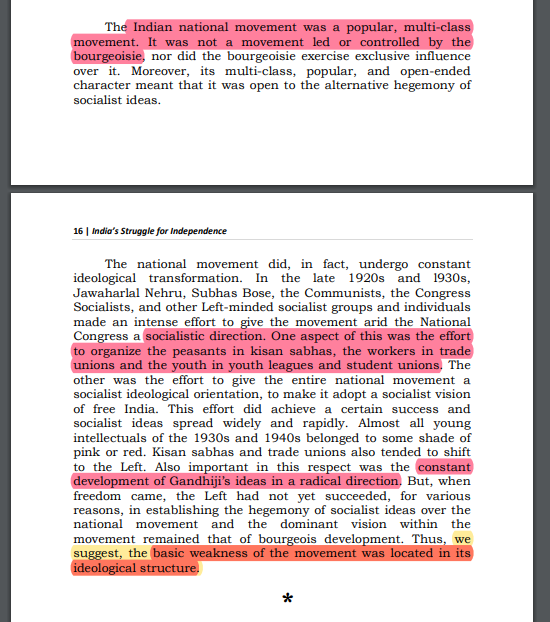 The Indian national movement was a popular, multi-class
movement. It was not a movement led or controlled by the
bourgeoisie, nor did the bourgeoisie exercise exclusive influence
over it. Moreover, its multi-class, popular, and open-ended
character meant that it was open to the alternative hegemony of
socialist ideas.
16 | India's Struggle for Independence
The national movement did, in fact, undergo constant
ideological transformation. In the late 1920s and l930s,
Jawaharlal Nehru, Subhas Bose, the Communists, the Congress
Socialists, and other Left-minded socialist groups and individuals
made an intense effort to give the movement arid the National
Congress a socialistic direction. One aspect of this was the effort
to organize the peasants in kisan sabhas, the workers in trade
unions and the youth in youth leagues and student unions. The
other was the effort to give the entire national movement a
socialist ideological orientation, to make it adopt a socialist vision
of free India. This effort did achieve a certain success and
socialist ideas spread widely and rapidly. Almost all young
intellectuals of the 1930s and 1940s belonged to some shade of
pink or red. Kisan sabhas and trade unions also tended to shift
to the Left. Also important in this respect was the constant
development of Gandhiji's ideas in a radical direction. But, when
freedom came, the Left had not yet succeeded, for various
reasons, in establishing the hegemony of socialist ideas over the
national movement and the dominant vision within the
movement remained that of bourgeois development. Thus, we
suggest, the basic weakness of the movement was located in its
ideological structure.
*